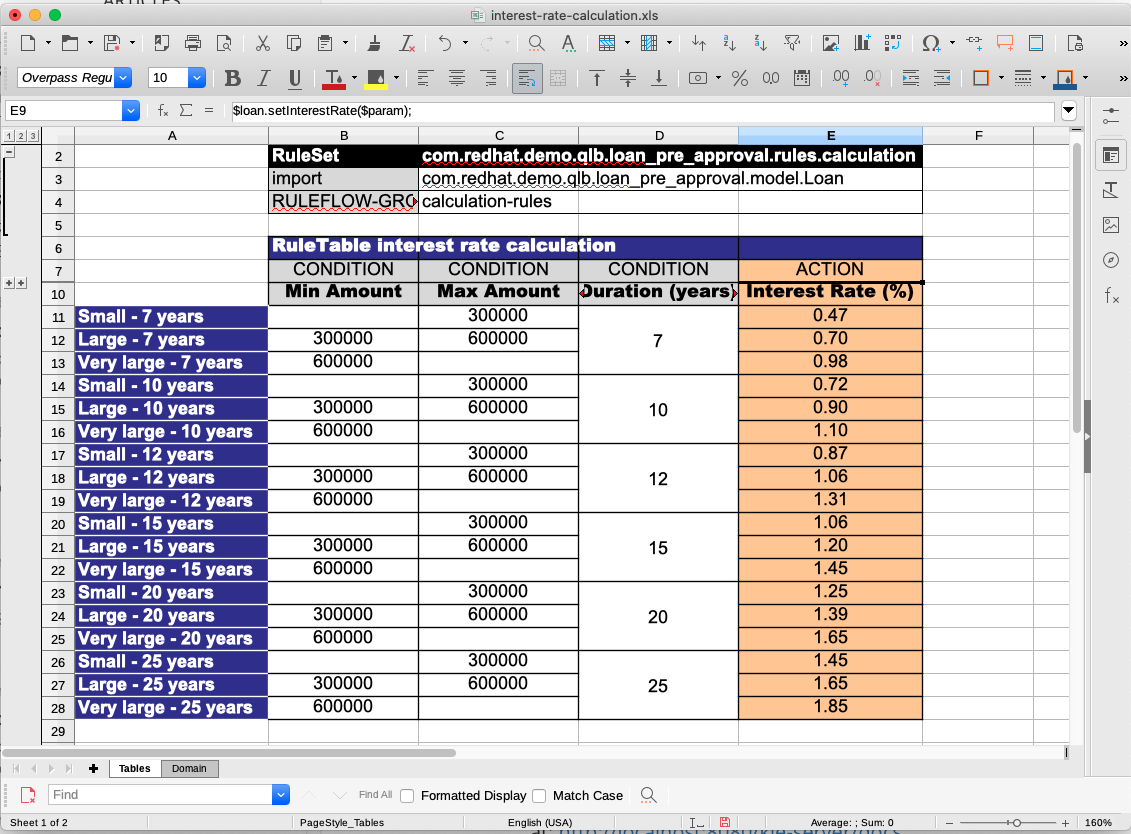 ARTICLES
interest-rate-calculation.xls
Overpass Regu 10 B I U
E9 fx Σ = $loan.setInterestRate($param);
1 2 3 A B C D E F
2 RuleSet com.redhat.demo.qlb.loan_pre_approval.rules.calculation
3 import com.redhat.demo.qlb.loan_pre_approval.model.Loan
4 RULEFLOW-GRO calculation-rules
5
6 RuleTable interest rate calculation
7 CONDITION CONDITION CONDITION ACTION
10 Min Amount Max Amount Duration (years) Interest Rate (%)
11 Small - 7 years 300000 0.47
12 Large - 7 years 300000 600000 7 0.70
13 Very large - 7 years 600000 0.98
14 Small - 10 years 300000 0.72
15 Large - 10 years 300000 600000 10 0.90
16 Very large - 10 years 600000 1.10
17 Small - 12 years 300000 0.87
18 Large - 12 years 300000 600000 12 1.06
19 Very large - 12 years 600000 1.31
20 Small - 15 years 300000 1.06
21 Large - 15 years 300000 600000 15 1.20
22 Very large - 15 years 600000 1.45
23 Small - 20 years 300000 1.25
24 Large - 20 years 300000 600000 20 1.39
25 Very large - 20 years 600000 1.65
26 Small - 25 years 300000 1.45
27 Large - 25 years 300000 600000 25 1.65
28 Very large - 25 years 600000 1.85
29
Tables Domain
Find Find All Formatted Display Match Case
Sheet 1 of 2 PageStyle_Tables English (USA) Average: ; Sum: 0 160%